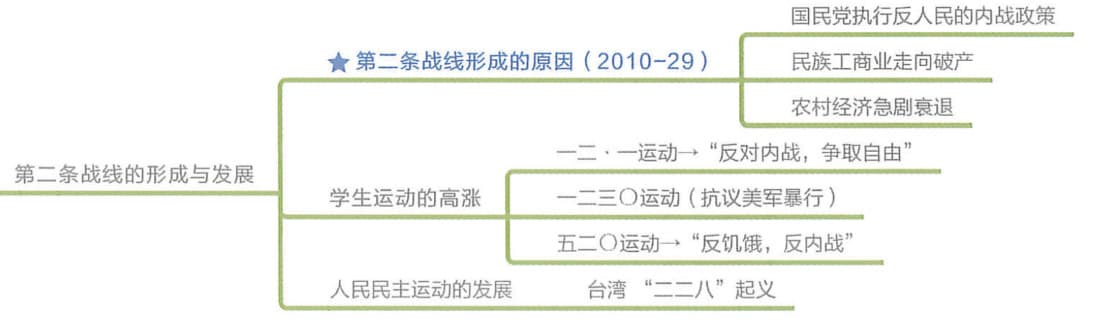 第二条战线的形成与发展
★ 第二条战线形成的原因（2010-29）
国民党执行反人民的内战政策
民族工商业走向破产
农村经济急剧衰退
学生运动的高涨
一二·一运动→“反对内战，争取自由”
一二三〇运动（抗议美军暴行）
五二〇运动→“反饥饿，反内战”
人民民主运动的发展
台湾 “二二八”起义